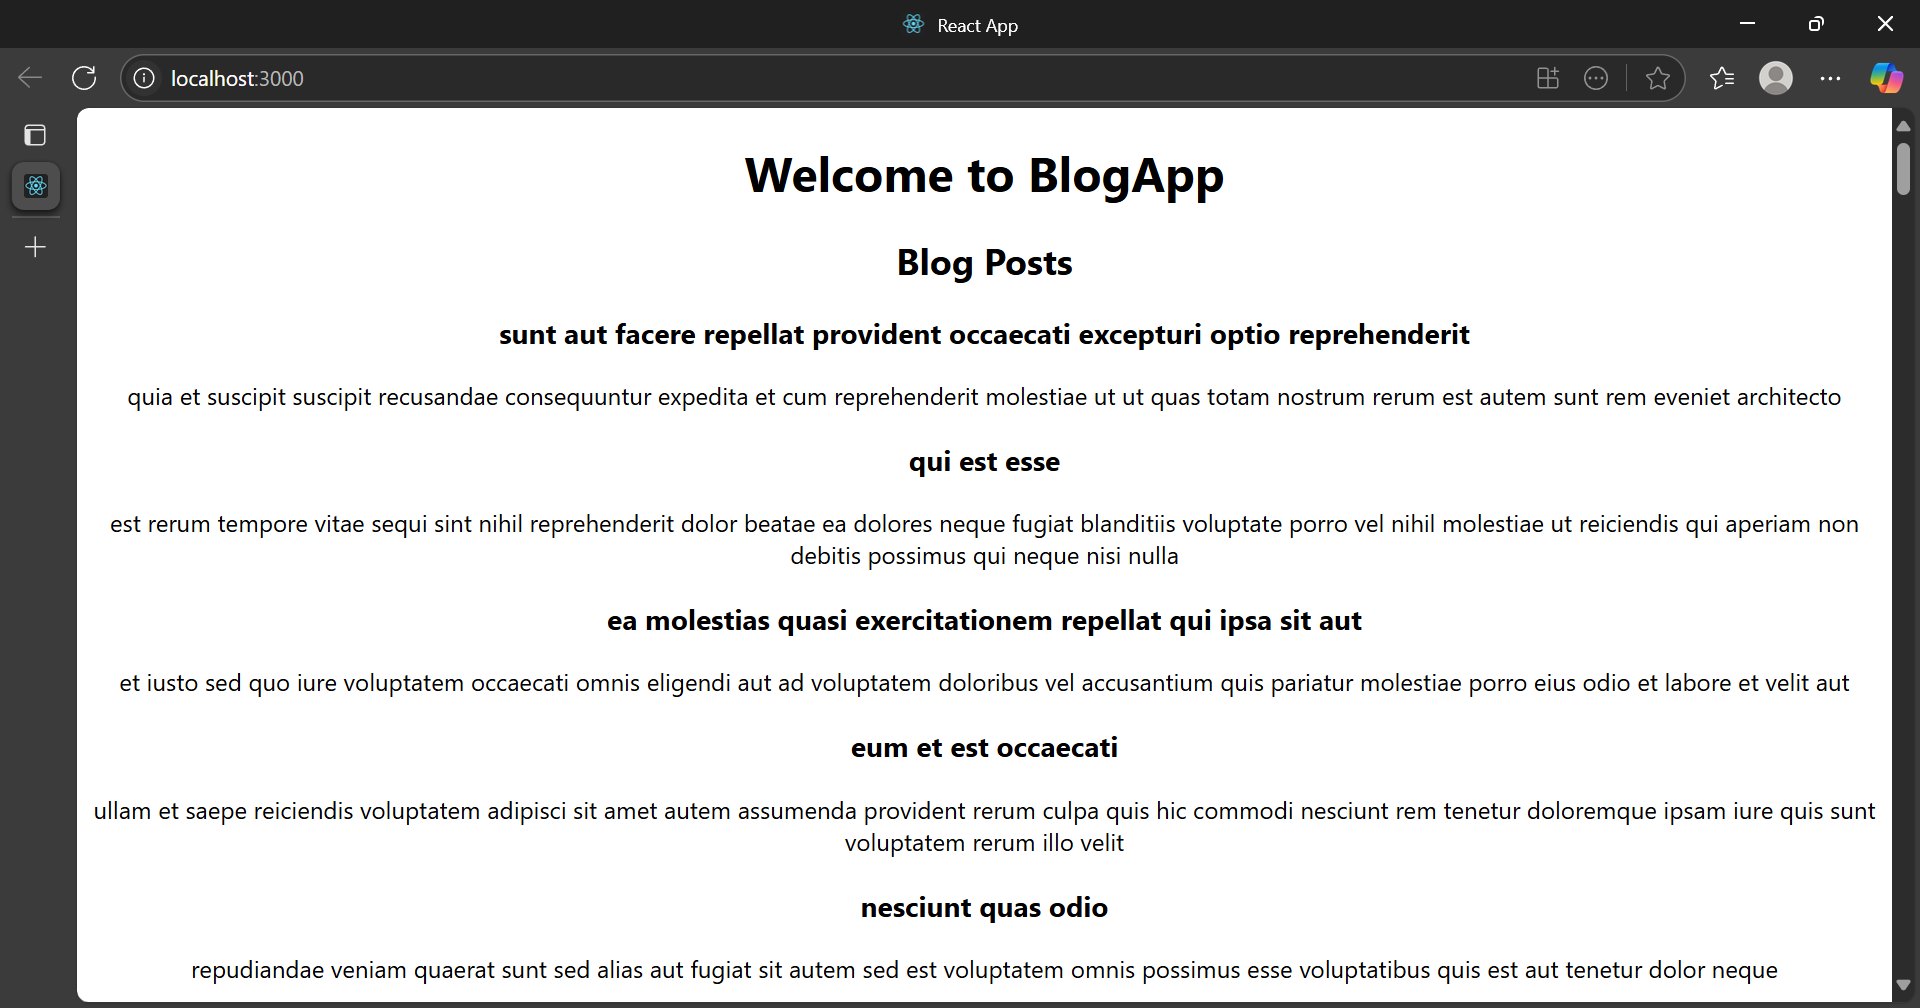 React App
localhost:3000
Welcome to BlogApp
Blog Posts
sunt aut facere repellat provident occaecati excepturi optio reprehenderit
quia et suscipit suscipit recusandae consequuntur expedita et cum reprehenderit molestiae ut ut quas totam nostrum rerum est autem sunt rem eveniet architecto
qui est esse
est rerum tempore vitae sequi sint nihil reprehenderit dolor beatae ea dolores neque fugiat blanditiis voluptate porro vel nihil molestiae ut reiciendis qui aperiam non
debitis possimus qui neque nisi nulla
ea molestias quasi exercitationem repellat qui ipsa sit aut
et iusto sed quo iure voluptatem occaecati omnis eligendi aut ad voluptatem doloribus vel accusantium quis pariatur molestiae porro eius odio et labore et velit aut
eum et est occaecati
ullam et saepe reiciendis voluptatem adipisci sit amet autem assumenda provident rerum culpa quis hic commodi nesciunt rem tenetur doloremque ipsam iure quis sunt
voluptatem rerum illo velit
nesciunt quas odio
repudiandae veniam quaerat sunt sed alias aut fugiat sit autem sed est voluptatem omnis possimus esse voluptatibus quis est aut tenetur dolor neque